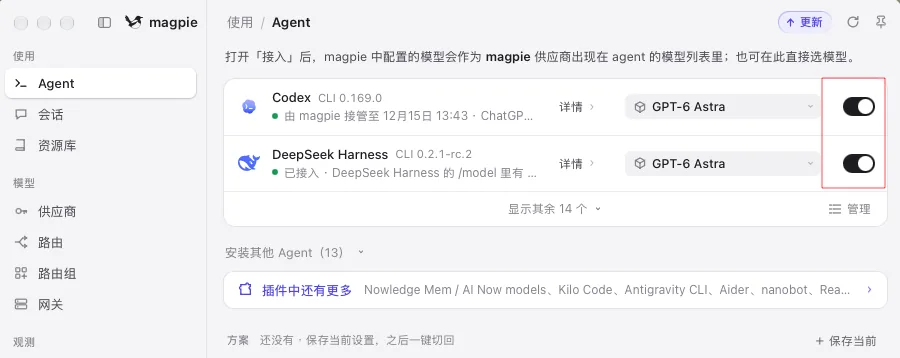 magpie
使用 / Agent
更新
使用
Agent
会话
资源库
模型
供应商
路由
路由组
网关
观测
打开「接入」后，magpie 中配置的模型会作为 magpie 供应商出现在 agent 的模型列表里；也可在此直接选模型。
Codex CLI 0.169.0
由 magpie 接管至 12月15日 13:43 · ChatGP...
详情
GPT-6 Astra
DeepSeek Harness CLI 0.2.1-rc.2
已接入 · DeepSeek Harness 的 /model 里有 ...
详情
GPT-6 Astra
显示其余 14 个
管理
安装其他 Agent（13）
插件中还有更多 Nowledge Mem / AI Now models、Kilo Code、Antigravity CLI、Aider、nanobot、Rea...
方案 还没有 · 保存当前设置，之后一键切回
+ 保存当前